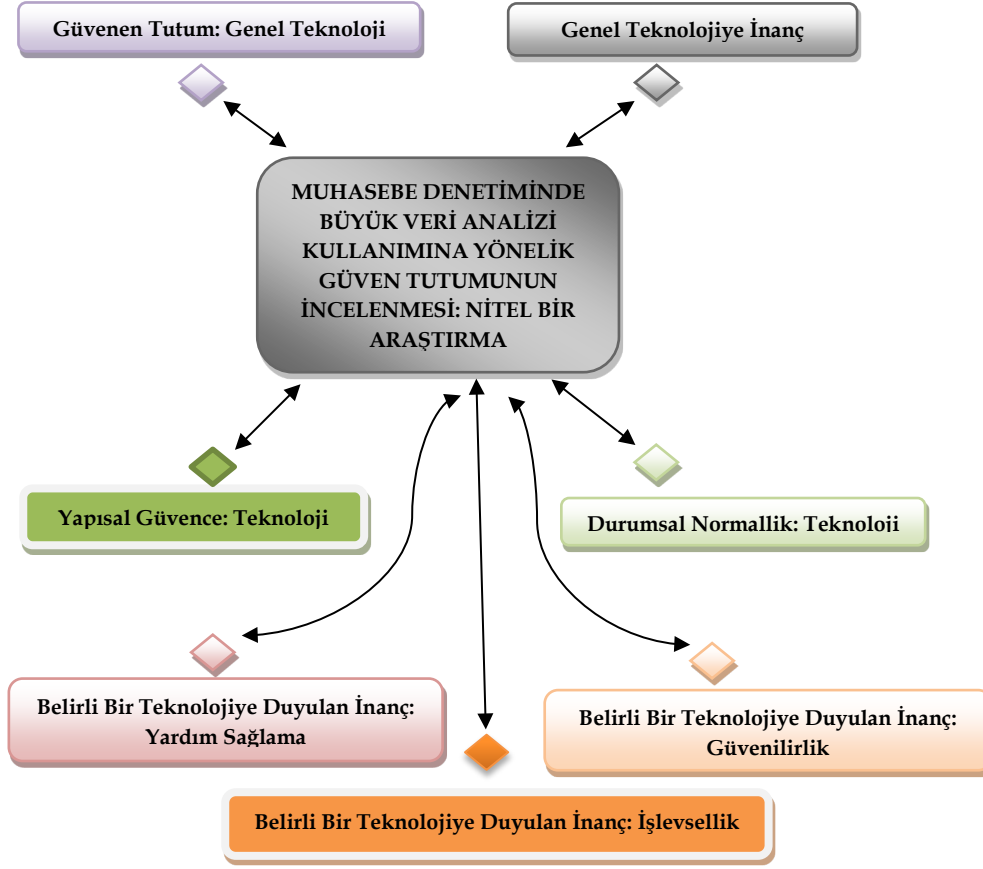 Güvenen Tutum: Genel Teknoloji
Genel Teknolojiye İnanç
MUHASEBE DENETİMİNDE
BÜYÜK VERİ ANALİZİ
KULLANIMINA YÖNELİK
GÜVEN TUTUMUNUN
İNCELENMESİ: NİTEL BİR
ARAŞTIRMA
Yapısal Güvence: Teknoloji
Durumsal Normallik: Teknoloji
Belirli Bir Teknolojiye Duyulan İnanç:
Yardım Sağlama
Belirli Bir Teknolojiye Duyulan İnanç:
Güvenilirlik
Belirli Bir Teknolojiye Duyulan İnanç: İşlevsellik